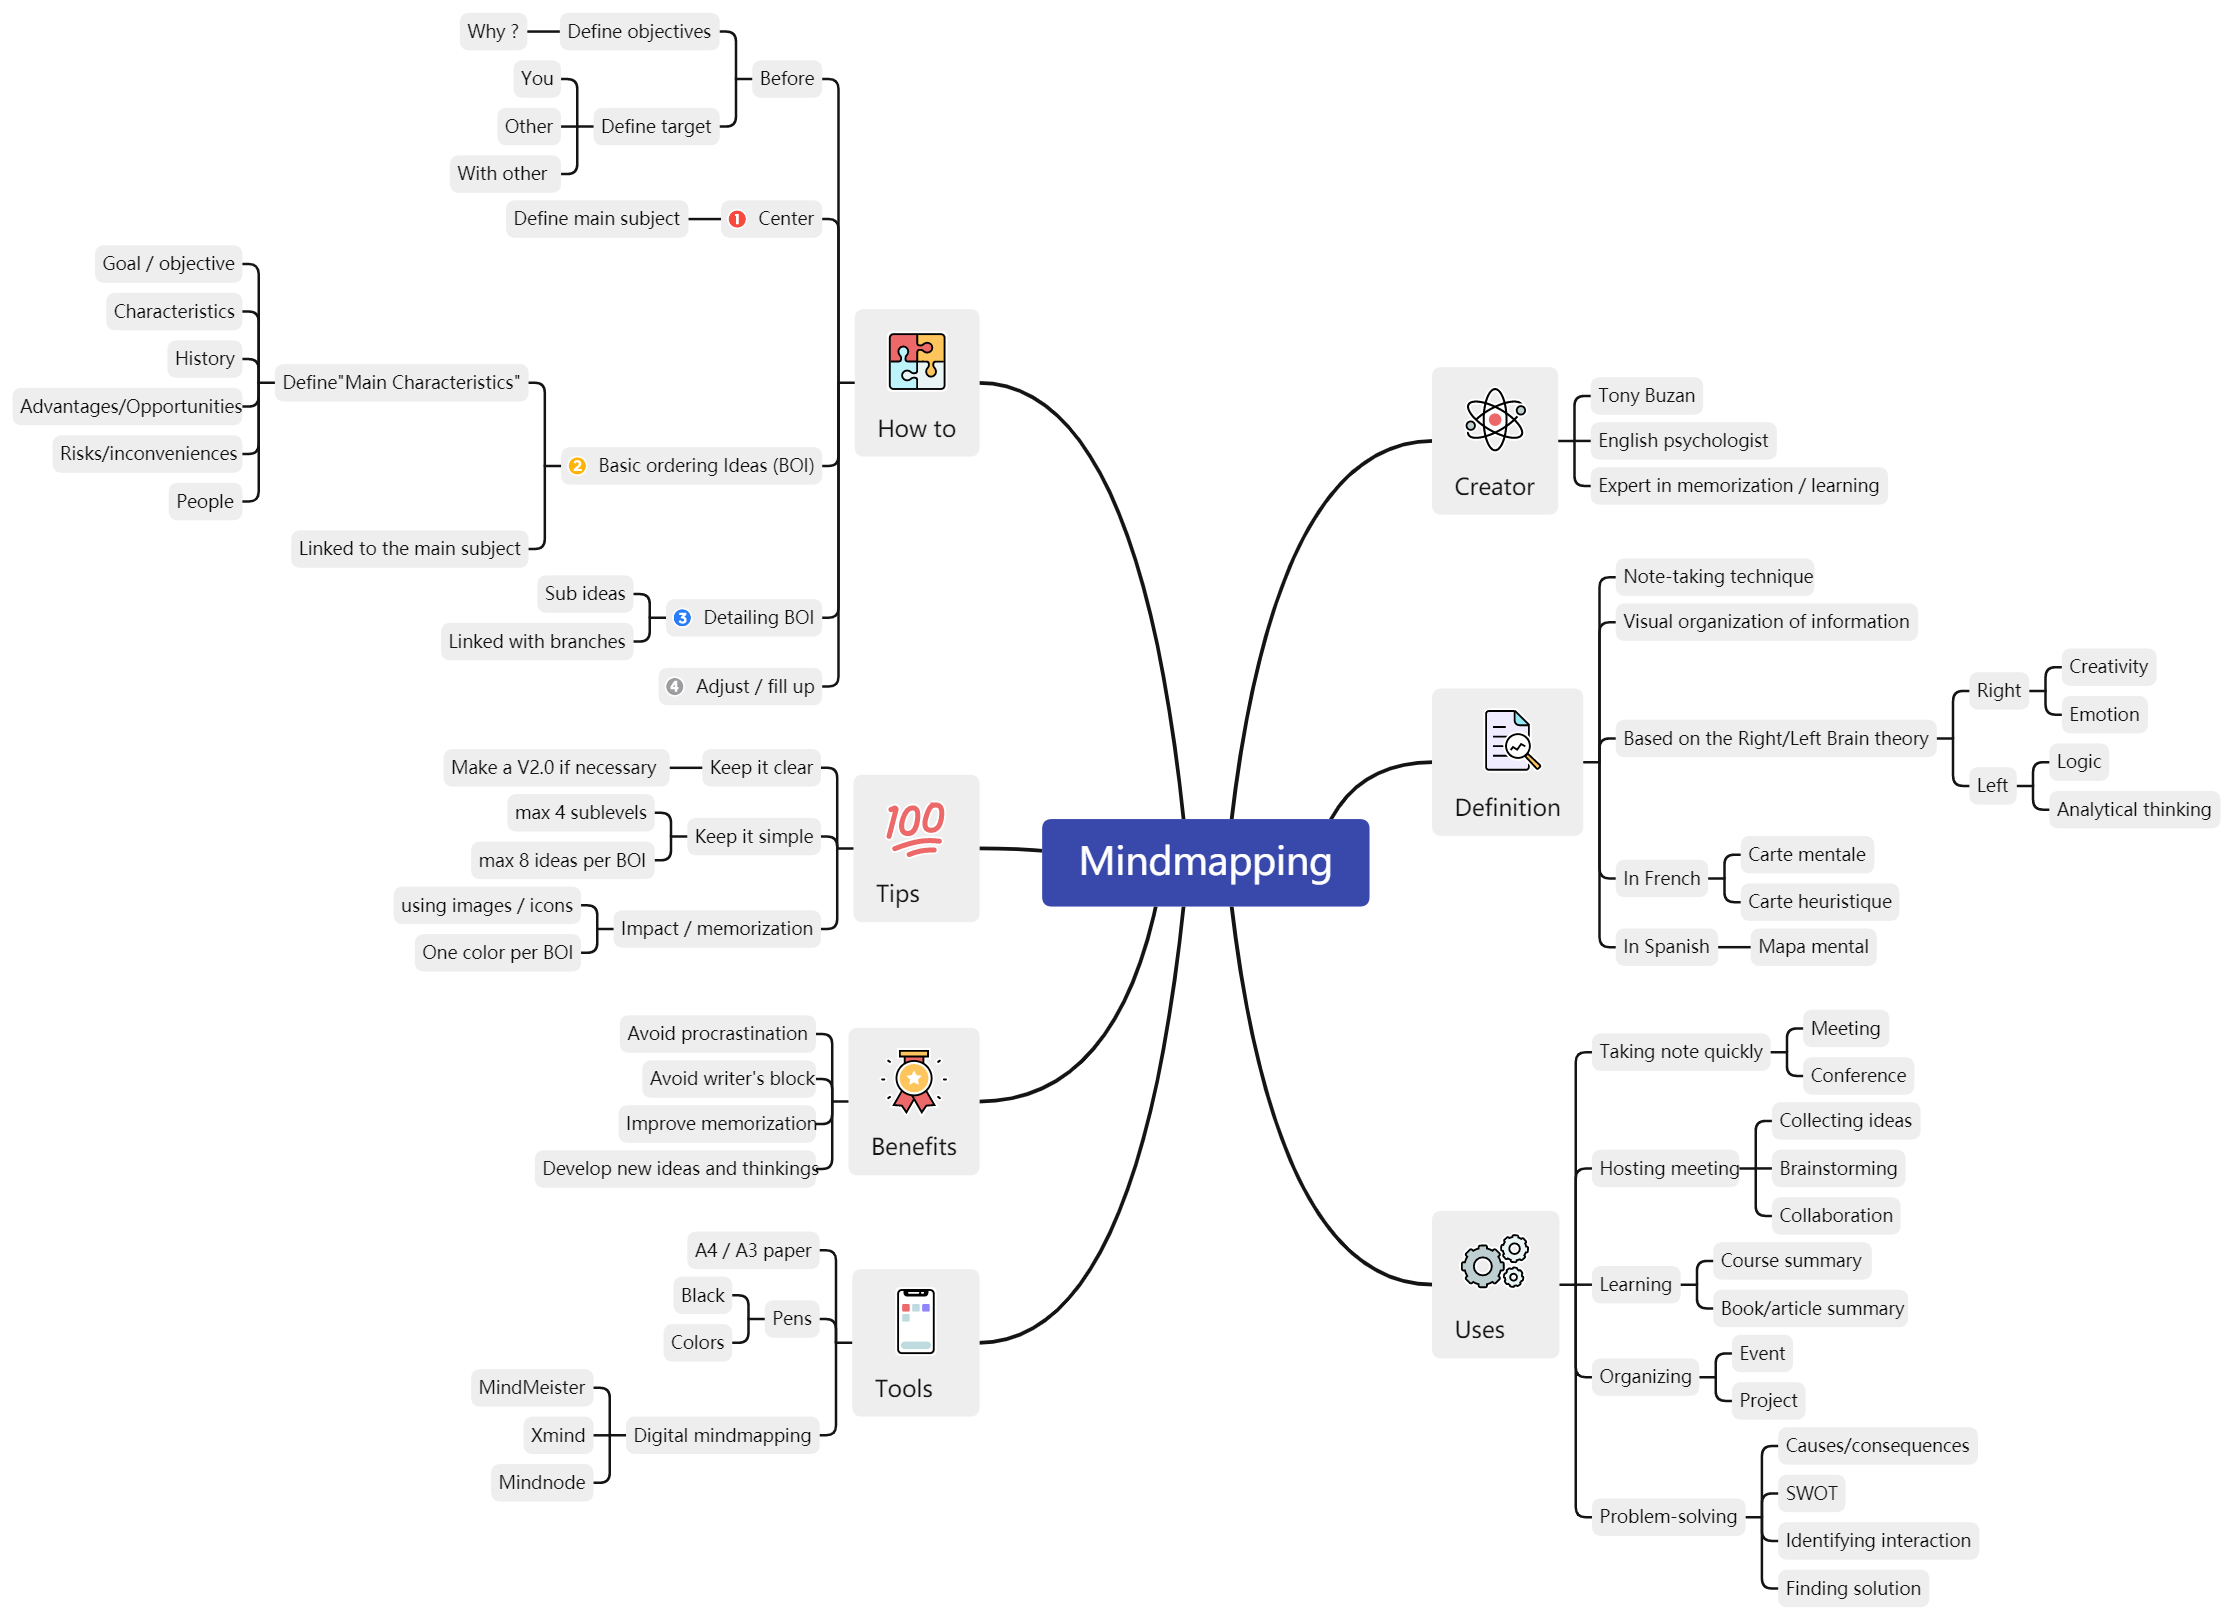 Mindmapping
How to
Before
Define objectives
Why ?
Define target
You
Other
With other
1 Center
Define main subject
2 Basic ordering Ideas (BOI)
Define"Main Characteristics"
Goal / objective
Characteristics
History
Advantages/Opportunities
Risks/inconveniences
People
Linked to the main subject
3 Detailing BOI
Sub ideas
Linked with branches
4 Adjust / fill up
100
Tips
Keep it clear
Make a V2.0 if necessary
Keep it simple
max 4 sublevels
max 8 ideas per BOI
Impact / memorization
using images / icons
One color per BOI
Benefits
Avoid procrastination
Avoid writer's block
Improve memorization
Develop new ideas and thinkings
Tools
A4 / A3 paper
Pens
Black
Colors
Digital mindmapping
MindMeister
Xmind
Mindnode
Creator
Tony Buzan
English psychologist
Expert in memorization / learning
Definition
Note-taking technique
Visual organization of information
Based on the Right/Left Brain theory
Right
Creativity
Emotion
Left
Logic
Analytical thinking
In French
Carte mentale
Carte heuristique
In Spanish
Mapa mental
Uses
Taking note quickly
Meeting
Conference
Hosting meeting
Collecting ideas
Brainstorming
Collaboration
Learning
Course summary
Book/article summary
Organizing
Event
Project
Problem-solving
Causes/consequences
SWOT
Identifying interaction
Finding solution